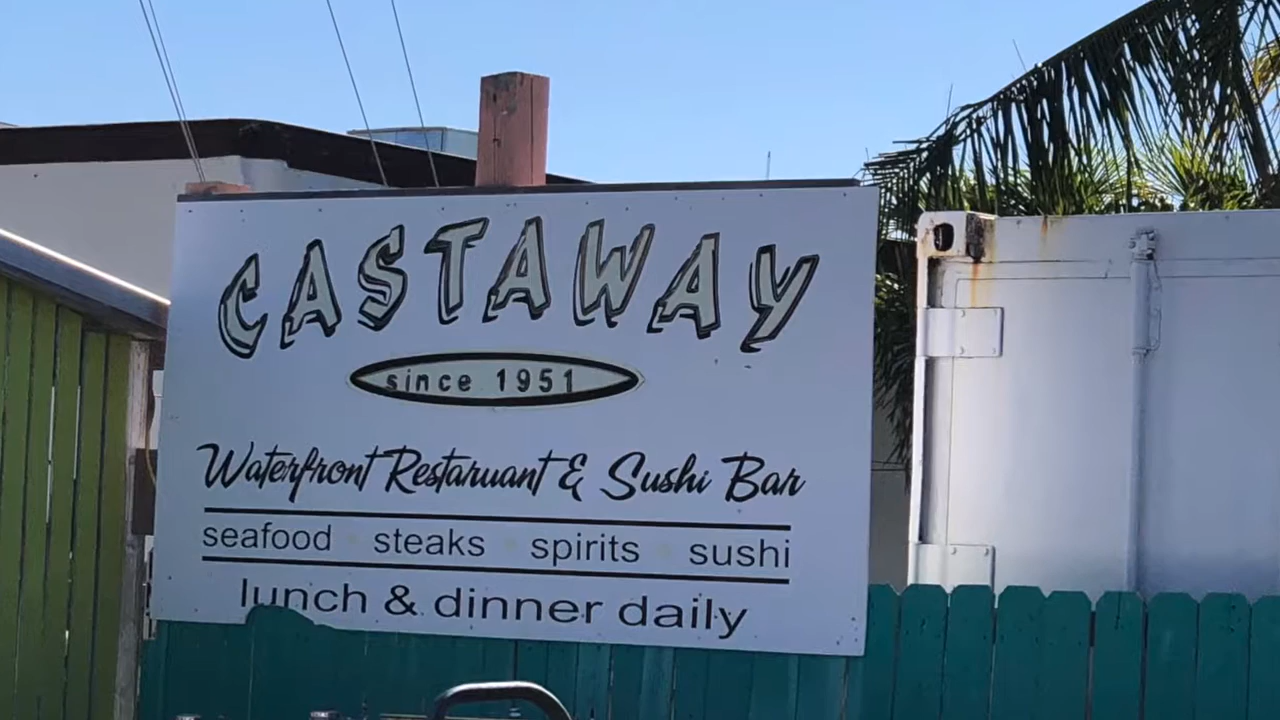 CASTAWAY
since 1951
Waterfront Restaruant & Sushi Bar
seafood steaks spirits sushi
lunch & dinner daily